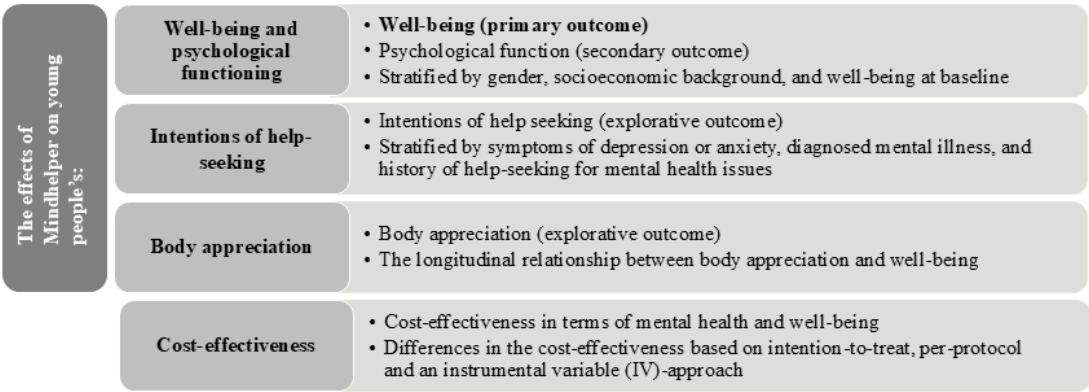 The effects of
Mindhelper on young
people's:
Well-being and
psychological
functioning
• Well-being (primary outcome)
• Psychological function (secondary outcome)
• Stratified by gender, socioeconomic background, and well-being at baseline
Intentions of help-
seeking
• Intentions of help seeking (explorative outcome)
• Stratified by symptoms of depression or anxiety, diagnosed mental illness, and
history of help-seeking for mental health issues
Body appreciation
• Body appreciation (explorative outcome)
• The longitudinal relationship between body appreciation and well-being
Cost-effectiveness
• Cost-effectiveness in terms of mental health and well-being
• Differences in the cost-effectiveness based on intention-to-treat, per-protocol
and an instrumental variable (IV)-approach